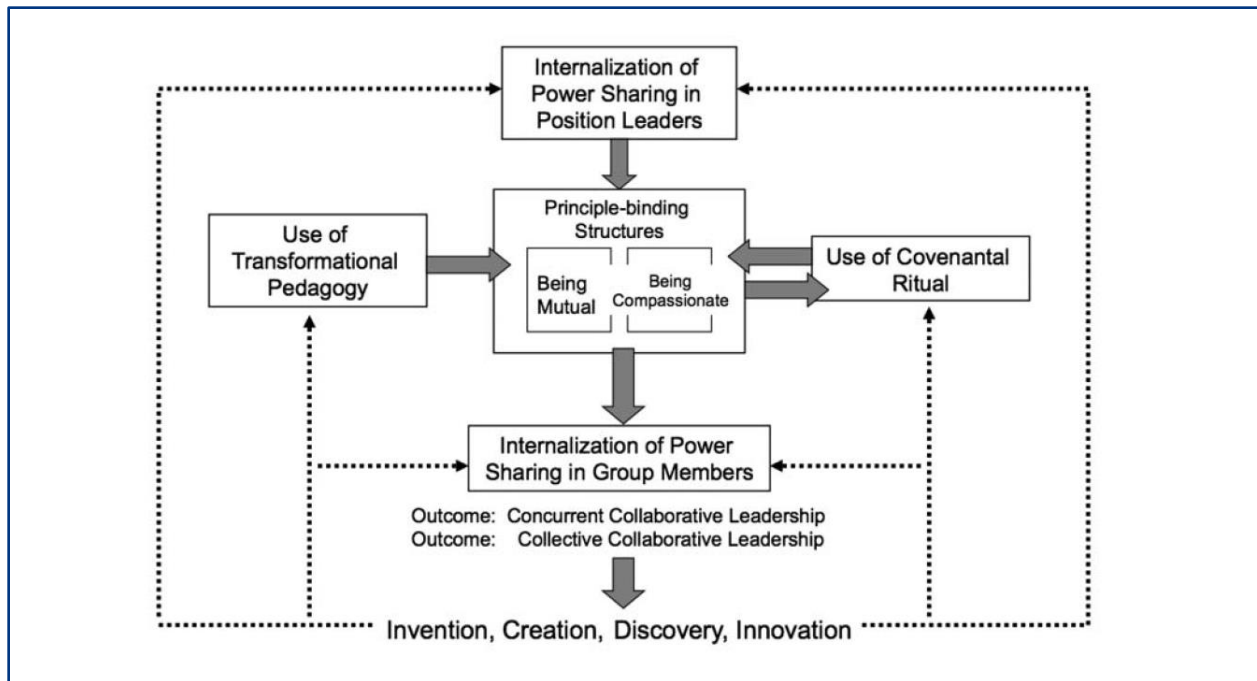 Internalization of
Power Sharing in
Position Leaders
Principle-binding
Structures
Use of
Transformational
Pedagogy
Being
Mutual
Being
Compassionate
Use of Covenantal
Ritual
Internalization of Power
Sharing in Group Members
Outcome: Concurrent Collaborative Leadership
Outcome: Collective Collaborative Leadership
Invention, Creation, Discovery, Innovation